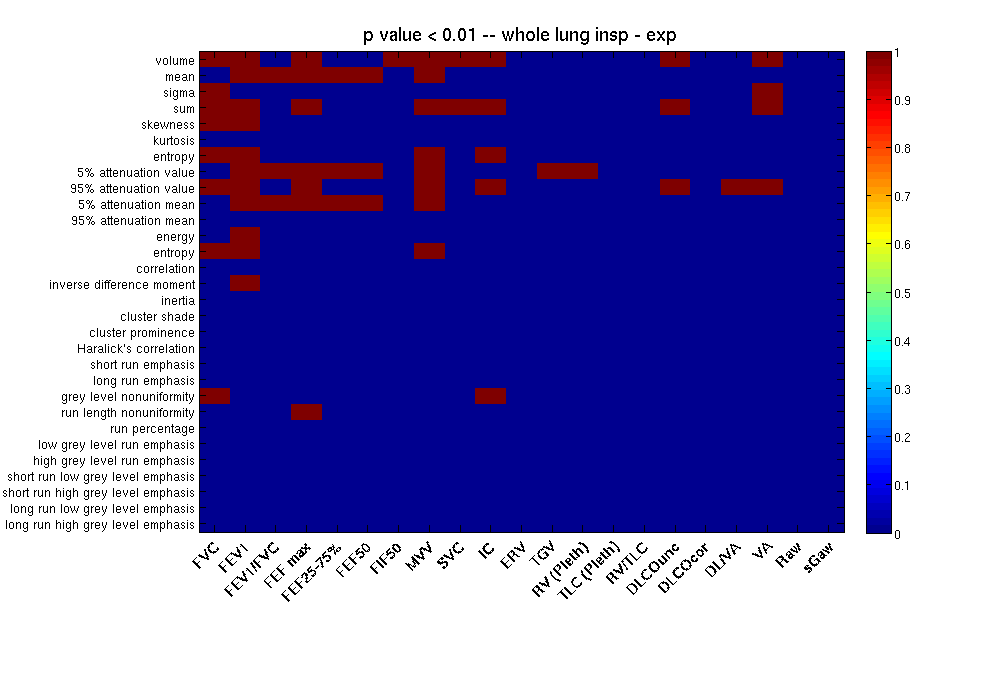 p value < 0.01 -- whole lung insp - exp
volume
mean
sigma
sum
skewness
kurtosis
entropy
5% attenuation value
95% attenuation value
5% attenuation mean
95% attenuation mean
energy
entropy
correlation
inverse difference moment
inertia
cluster shade
cluster prominence
Haralick's correlation
short run emphasis
long run emphasis
grey level nonuniformity
run length nonuniformity
run percentage
low grey level run emphasis
high grey level run emphasis
short run low grey level emphasis
short run high grey level emphasis
long run low grey level emphasis
long run high grey level emphasis
FVC
FEV1
FEV1/FVC
FEF max
FEF25-75%
FEF50
FIF50
MVV
SVC
IC
ERV
TGV
RV (Pleth)
TLC (Pleth)
RV/TLC
DLCOunc
DLCOcor
DL/VA
VA
Raw
sGaw
1
0.9
0.8
0.7
0.6
0.5
0.4
0.3
0.2
0.1
0